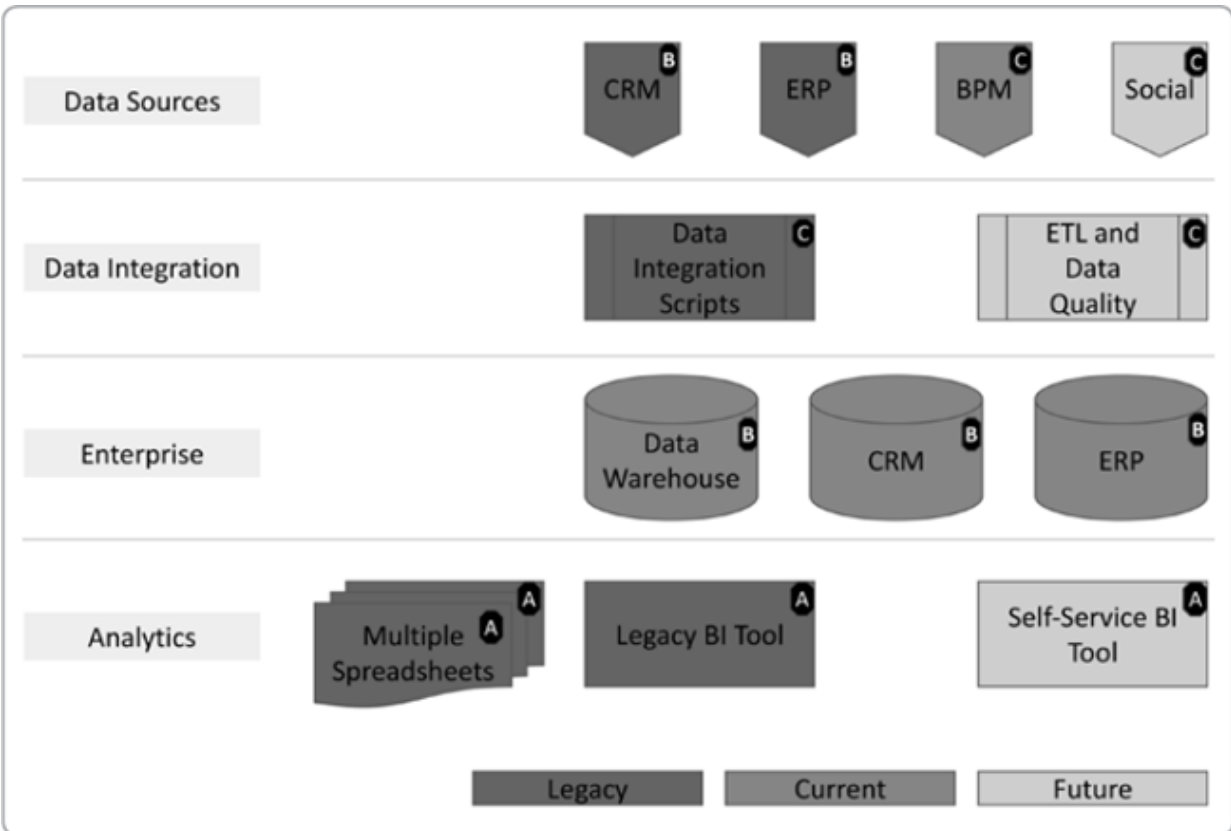 Data Sources
CRM B
ERP B
BPM C
Social C
Data Integration
Data C
Integration
Scripts
ETL and C
Data
Quality
Enterprise
Data B
Warehouse
CRM B
ERP B
Analytics
A
Multiple A
Spreadsheets
Legacy BI Tool A
Self-Service BI A
Tool
Legacy
Current
Future